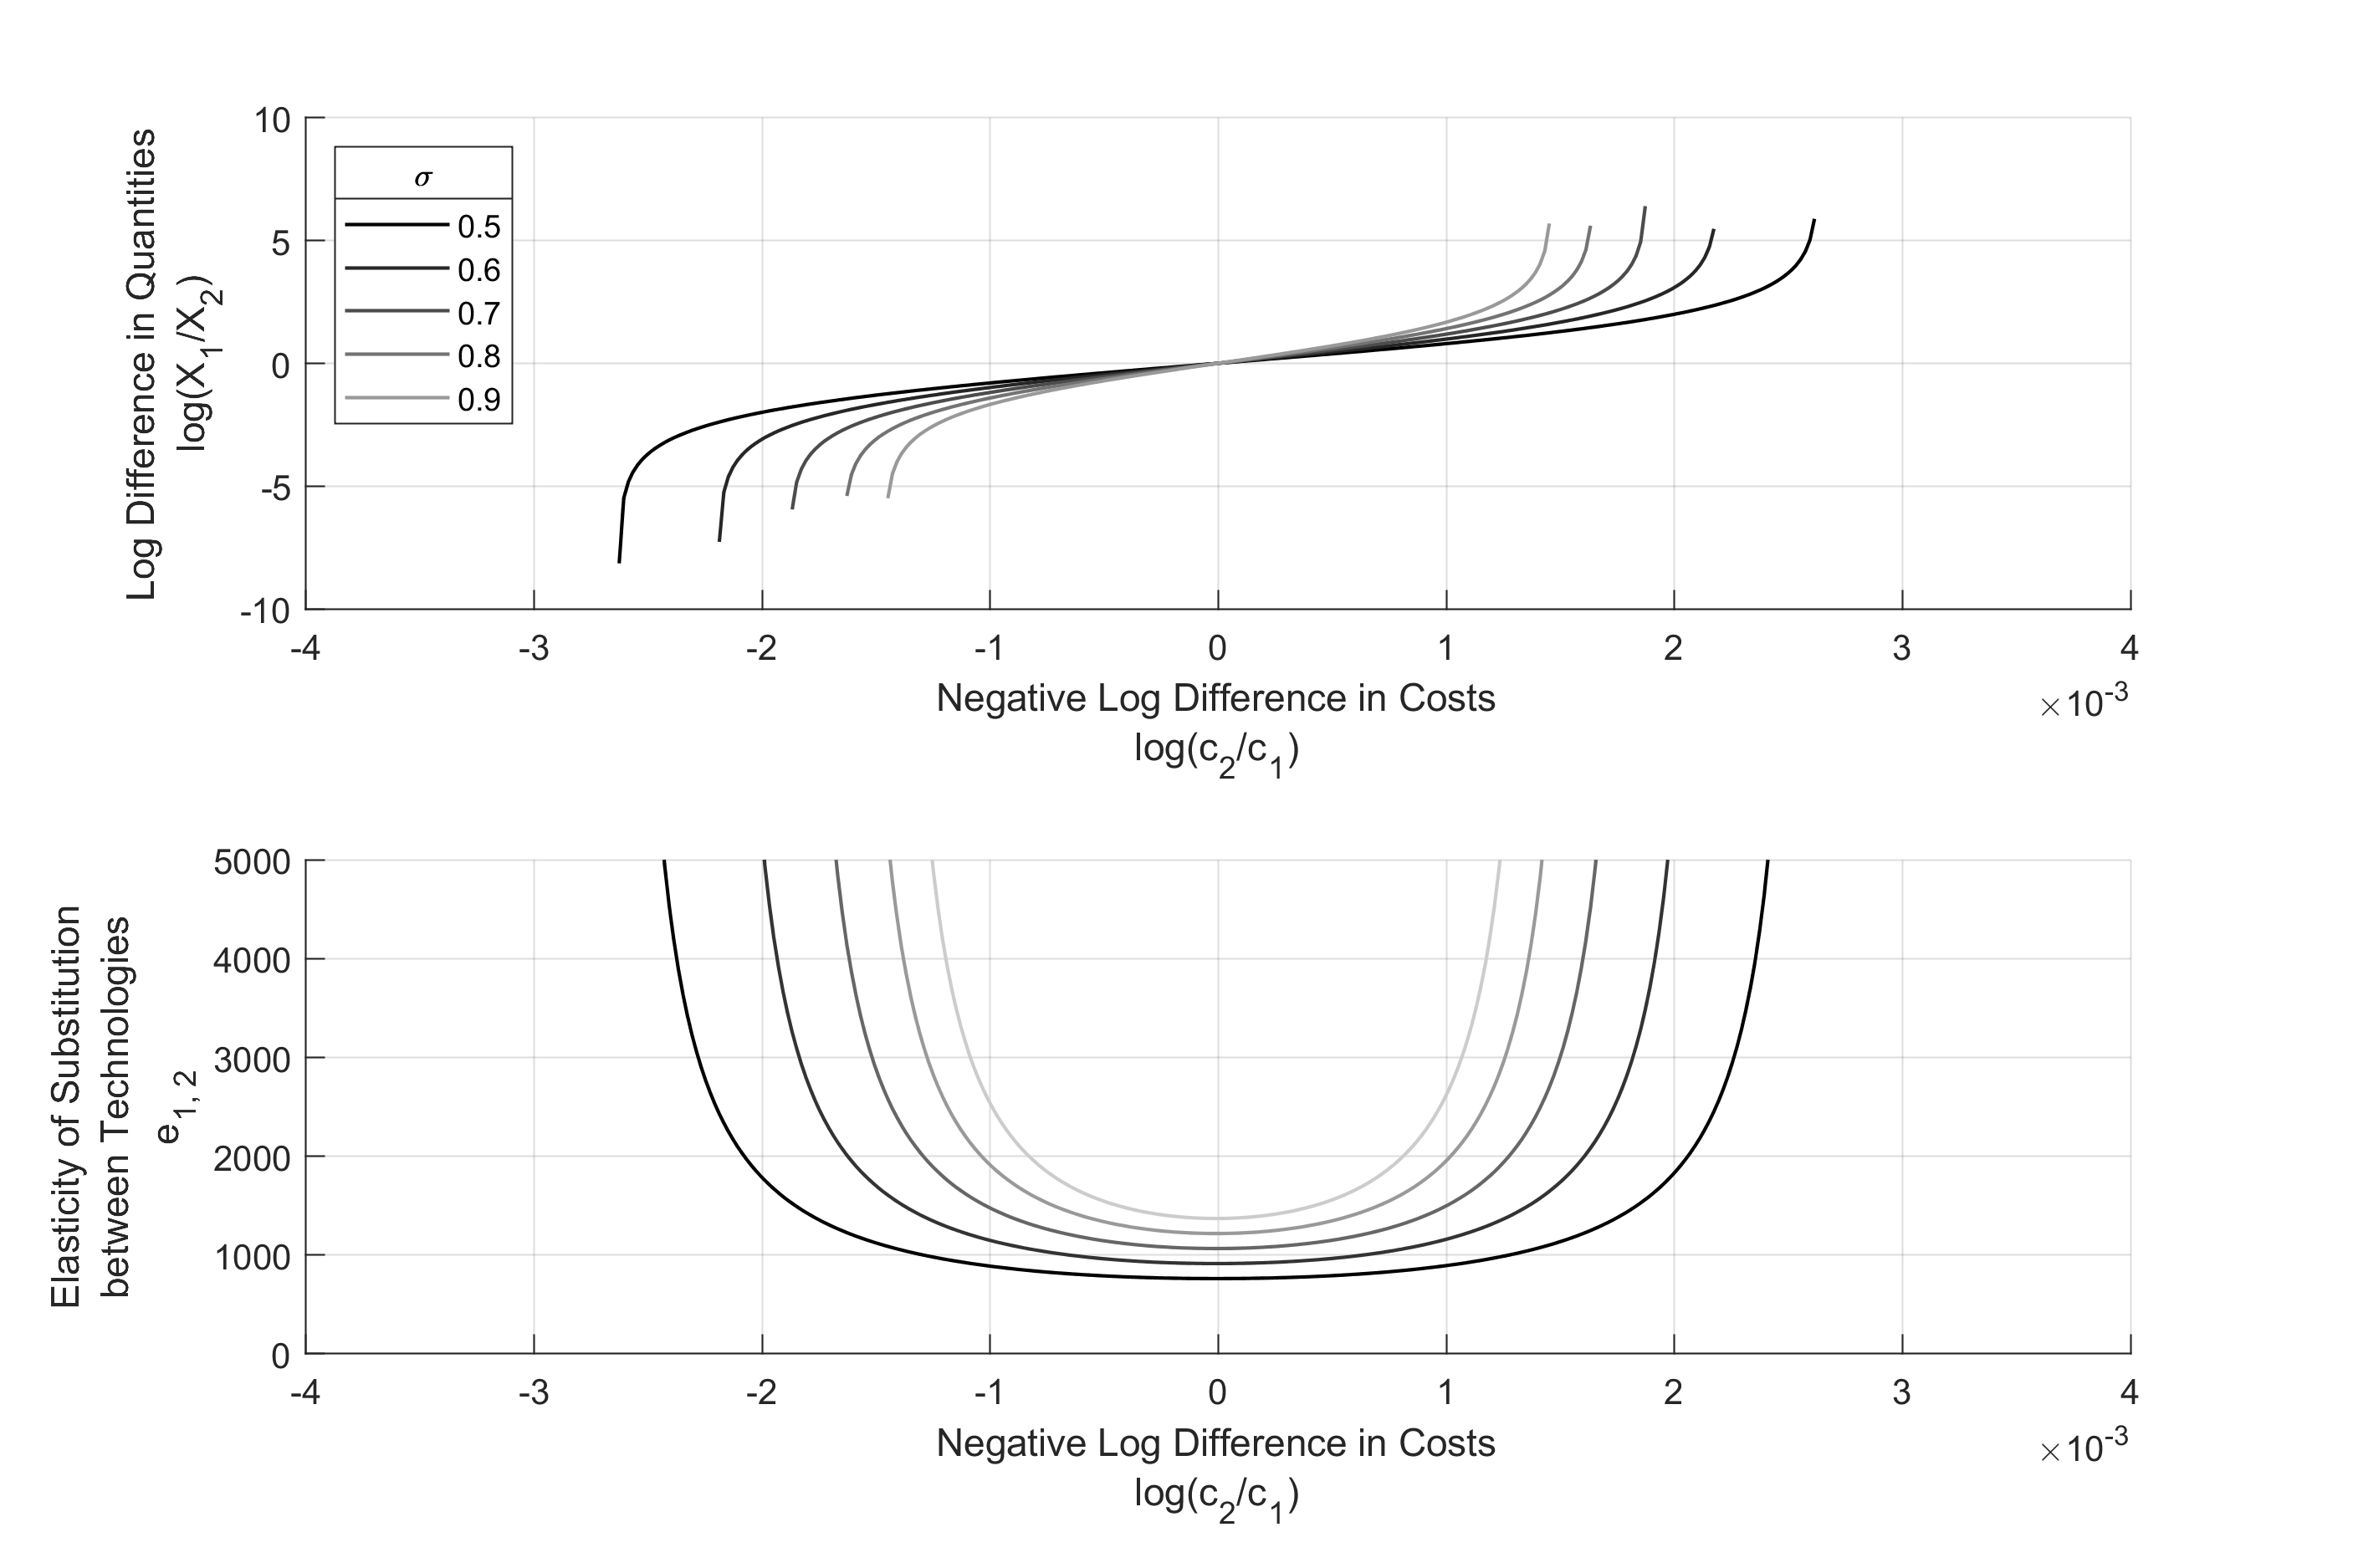 Log Difference in Quantities
log(X1/X2)
10
5
0
-5
-10
σ
0.5
0.6
0.7
0.8
0.9
-4 -3 -2 -1 0 1 2 3 4
×10-3
Negative Log Difference in Costs
log(c2/c1)
Elasticity of Substitution
between Technologies
e1, 2
5000
4000
3000
2000
1000
0
-4 -3 -2 -1 0 1 2 3 4
×10-3
Negative Log Difference in Costs
log(c2/c1)